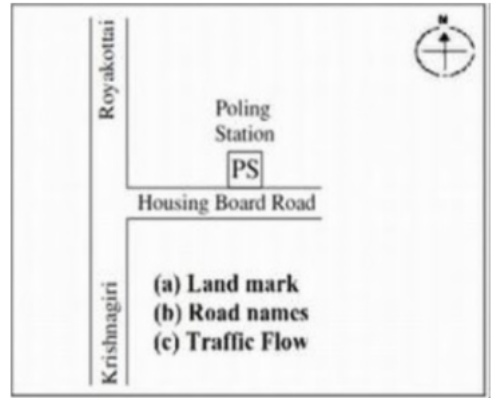 N
Royakottai
Poling
Station
PS
Housing Board Road
Krishnagiri
(a) Land mark
(b) Road names
(c) Traffic Flow